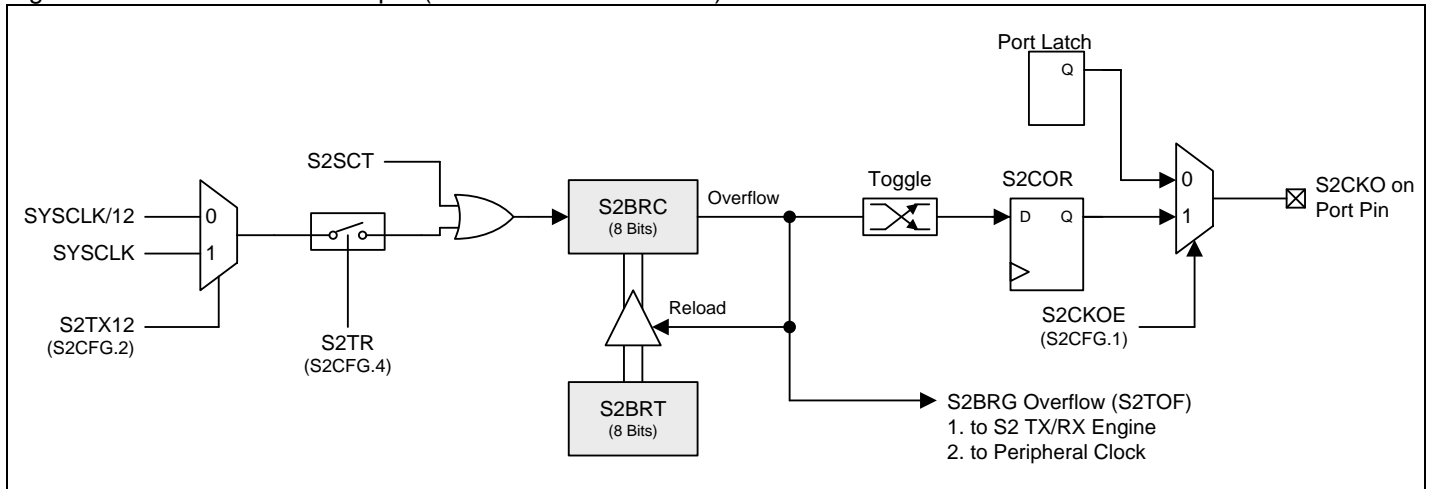 Port Latch
Q
S2SCT
SYSCLK/12
SYSCLK
0
1
S2TX12
(S2CFG.2)
S2TR
(S2CFG.4)
S2BRC
(8 Bits)
Overflow
Reload
S2BRT
(8 Bits)
Toggle
S2COR
D
Q
0
1
S2CKO on
Port Pin
S2CKOE
(S2CFG.1)
S2BRG Overflow (S2TOF)
1. to S2 TX/RX Engine
2. to Peripheral Clock